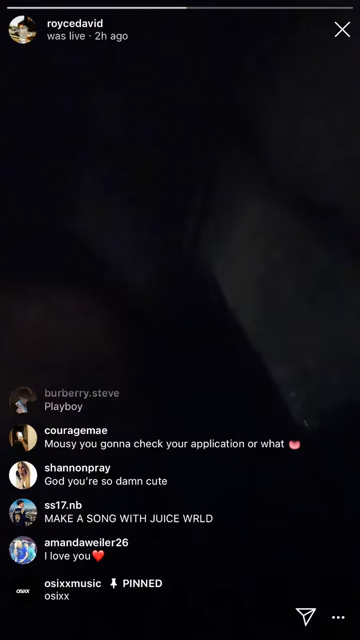 roycedavid
was live · 2h ago
burberry.steve
Playboy
couragemae
Mousy you gonna check your application or what 👅
shannonpray
God you're so damn cute
ss17.nb
MAKE A SONG WITH JUICE WRLD
amandaweiler26
I love you❤️
osixxmusic 📌 PINNED
osixx